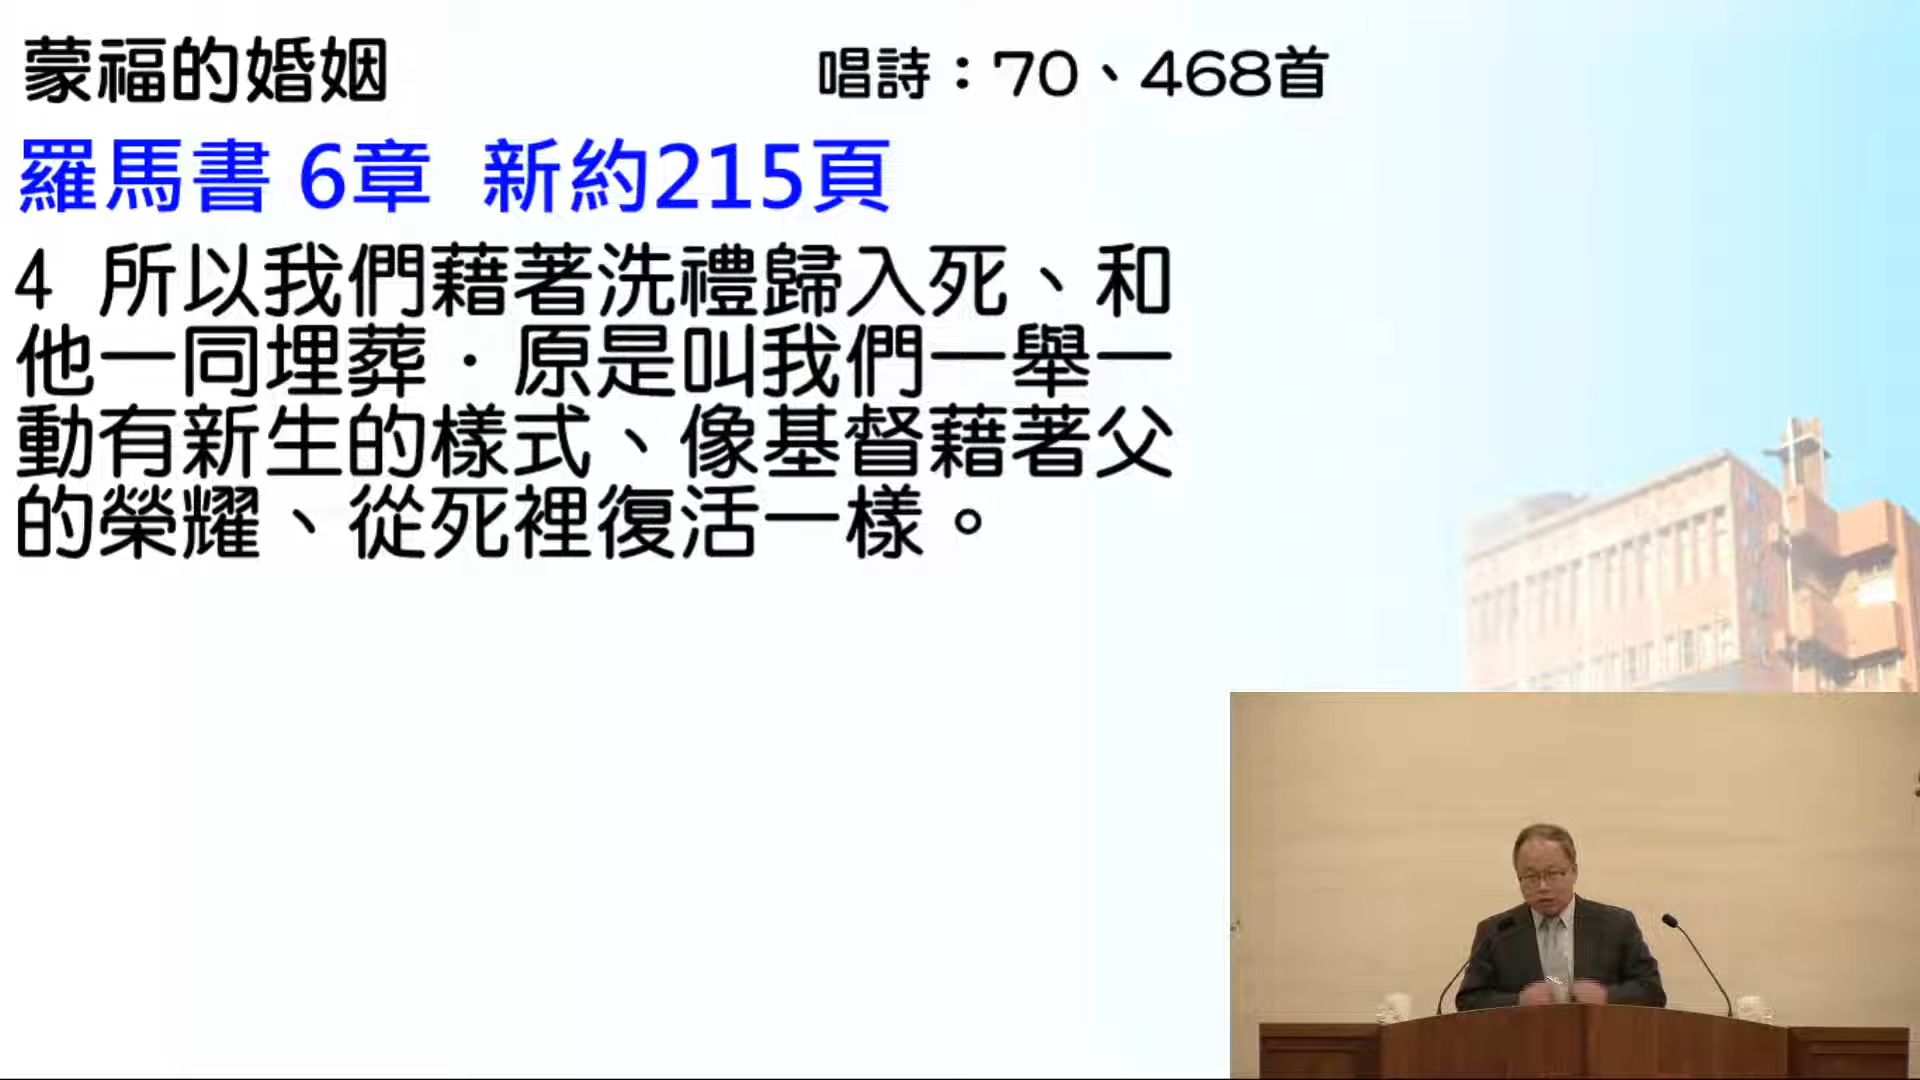 蒙福的婚姻
唱詩：70、468首
羅馬書 6章 新約215頁
4 所以我們藉著洗禮歸入死、和
他一同埋葬．原是叫我們一舉一
動有新生的樣式、像基督藉著父
的榮耀、從死裡復活一樣。